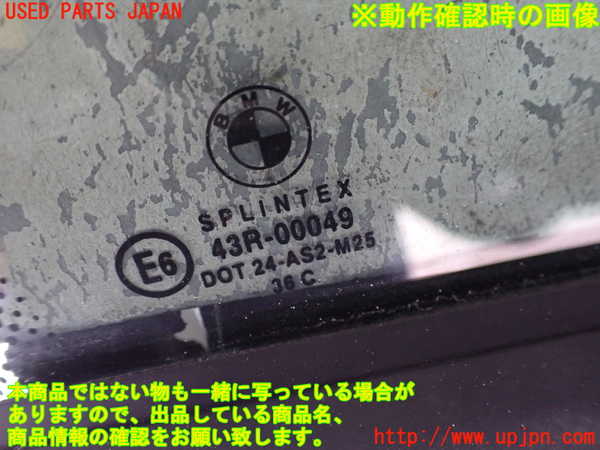 USED PARTS JAPAN
※動作確認時の画像
BMW
SPLINTEX
43R-00049
E6
DOT 24-AS2-M25
36 C
本商品ではない物も一緒に写っている場合が
ありますので、出品している商品名、
商品情報の確認をお願い致します。
http://www.upjpn.com/